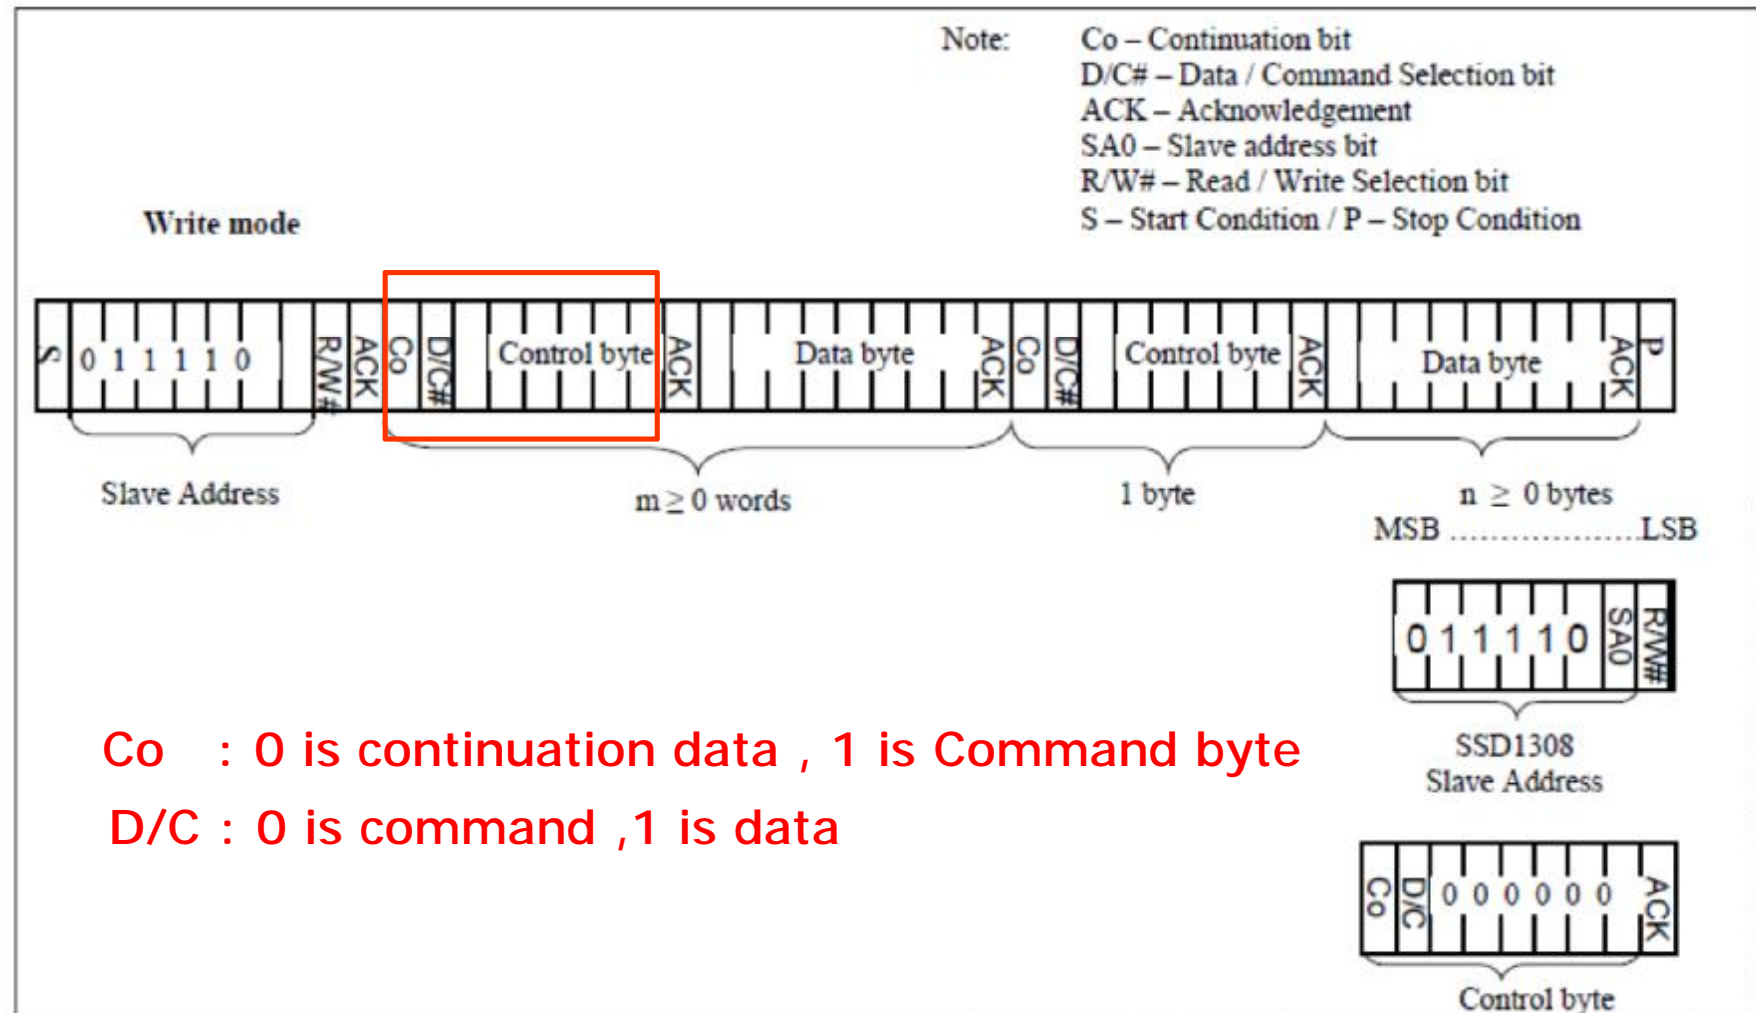 Note: Co – Continuation bit
D/C# – Data / Command Selection bit
ACK – Acknowledgement
SA0 – Slave address bit
R/W# – Read / Write Selection bit
S – Start Condition / P – Stop Condition
Write mode
S 0 1 1 1 1 0 R/W# ACK Co D/C# Control byte ACK Data byte ACK Co D/C# Control byte ACK Data byte ACK P
Slave Address m ≥ 0 words 1 byte n ≥ 0 bytes
MSB ...................LSB
0 1 1 1 1 0 SA0 R/W#
SSD1308
Slave Address
Co : 0 is continuation data , 1 is Command byte
D/C : 0 is command ,1 is data
Co D/C 0 0 0 0 0 0 ACK
Control byte